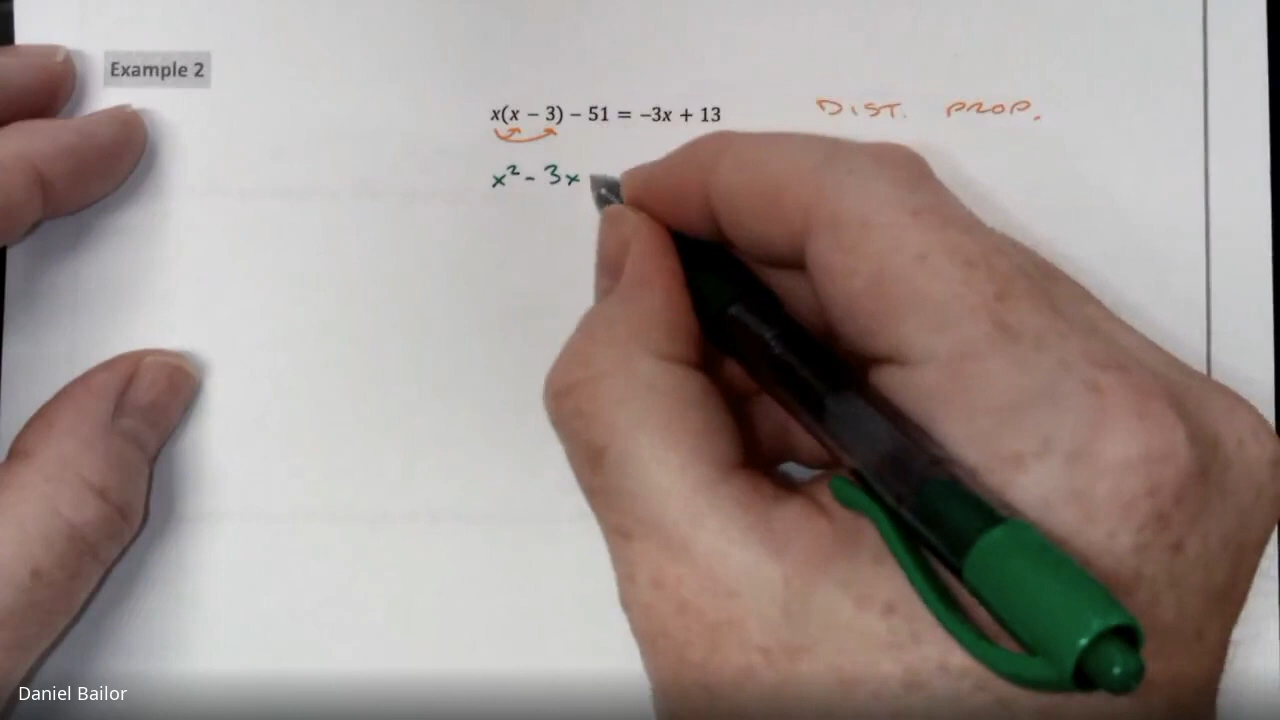 Example 2
x(x − 3) − 51 = −3x + 13
DIST. PROP.
x² - 3x
Daniel Bailor